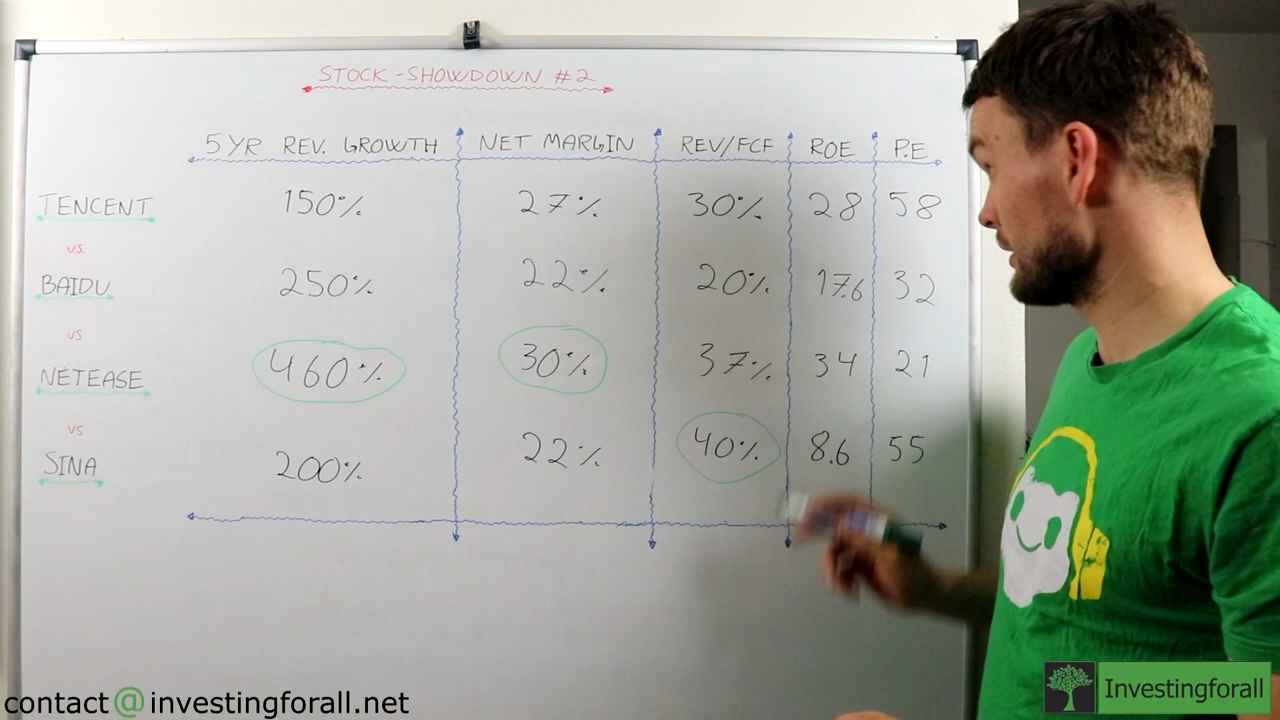 STOCK-SHOWDOWN #2
5 YR REV. GROWTH NET MARGIN REV/FCF ROE P.E
TENCENT 150% 27% 30% 28 58
vs.
BAIDU 250% 22% 20% 17.6 32
vs
NETEASE 460% 30% 37% 34 21
vs
SINA 200% 22% 40% 8.6 55
contact@investingforall.net
Investingforall